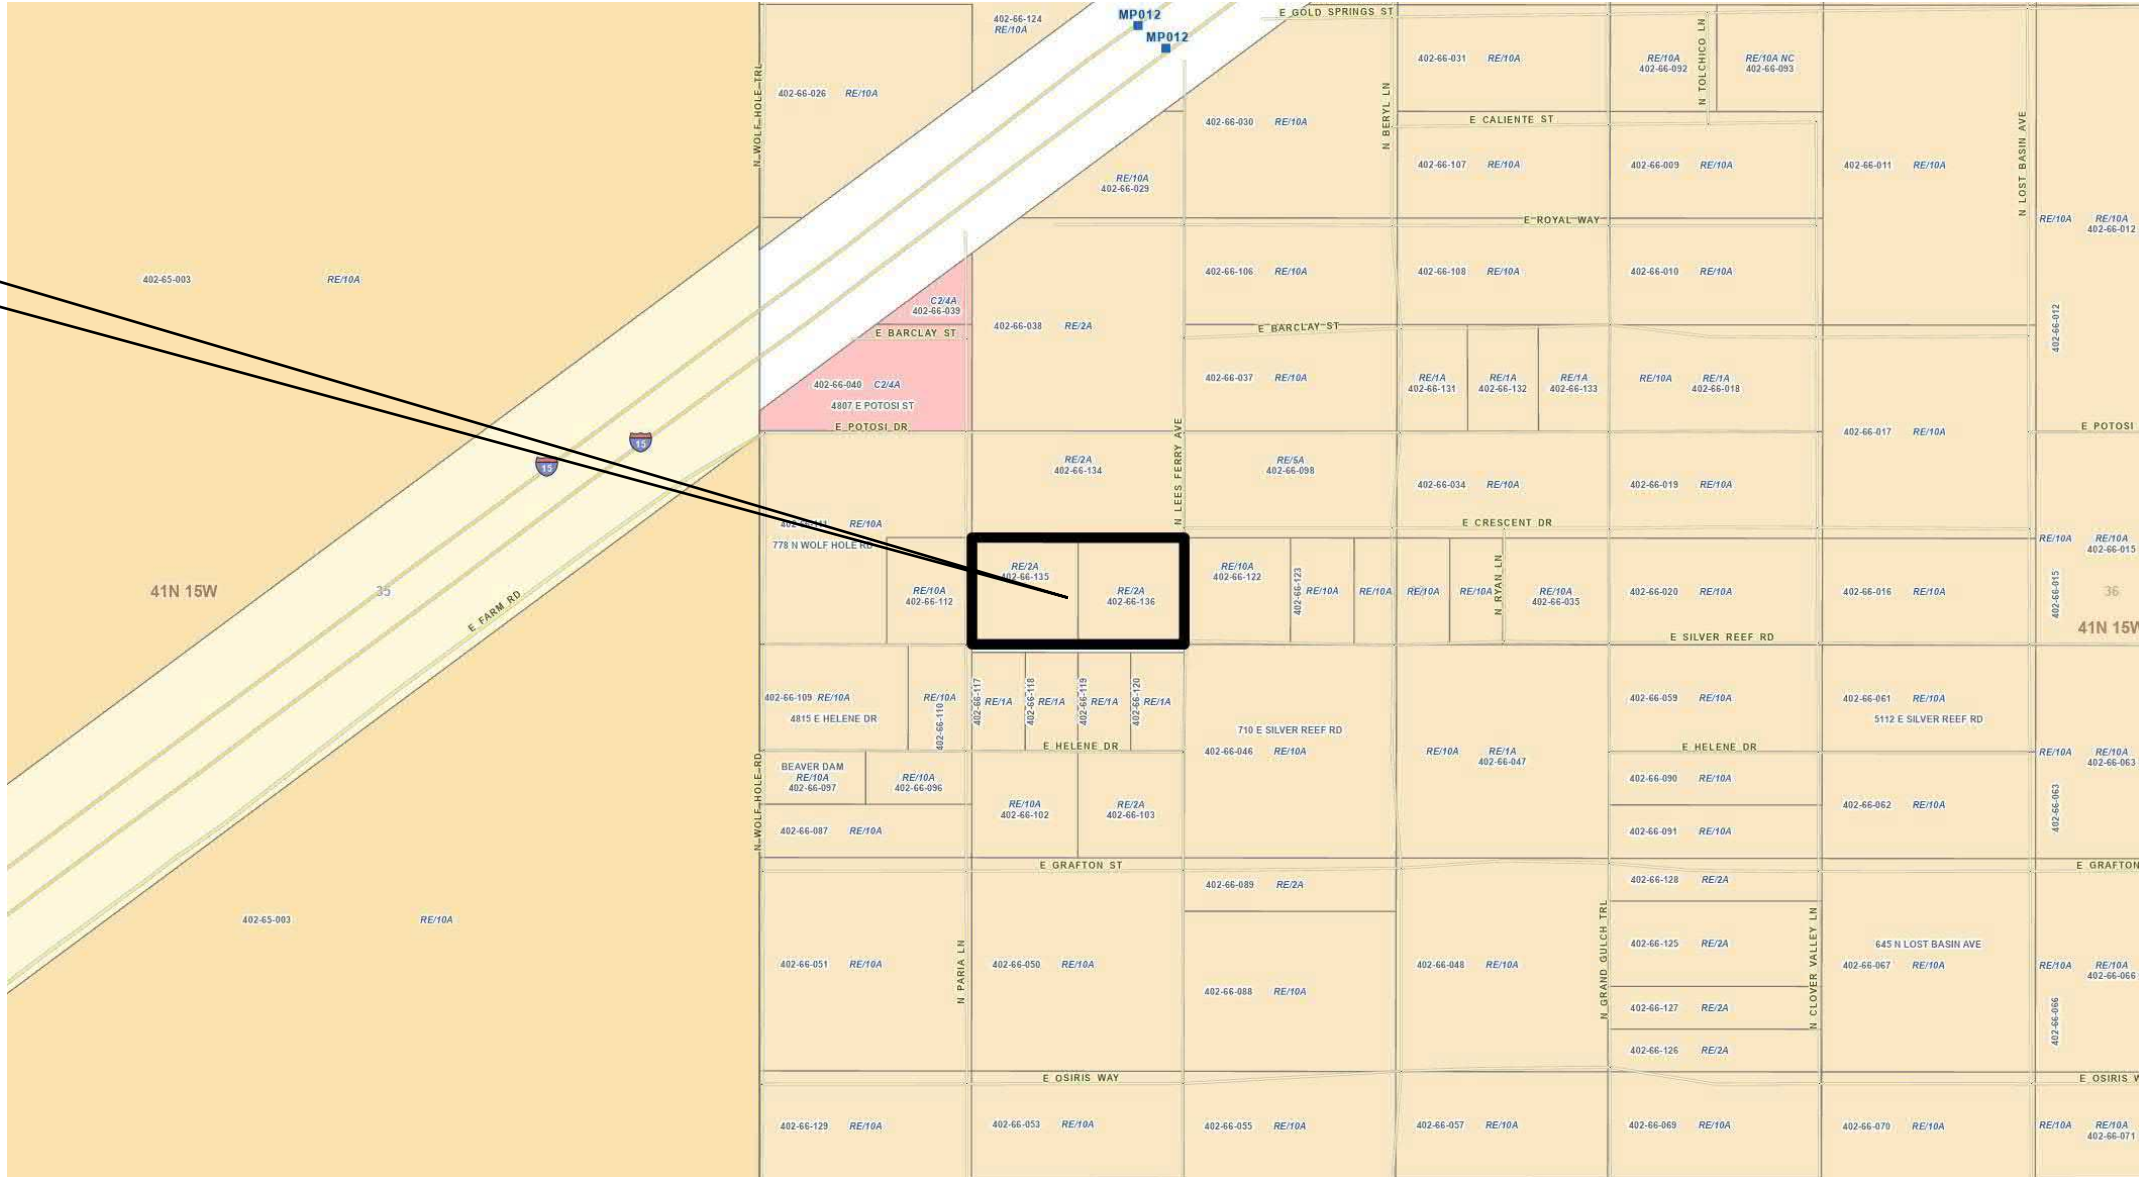 MP012
MP012
E GOLD SPRINGS ST
402-66-124
RE/10A
402-66-026 RE/10A
N WOLF HOLE TRL
402-66-030 RE/10A
N BERYL LN
402-66-031 RE/10A
RE/10A
402-66-092
N TOLCHICO LN
RE/10A NC
402-66-093
E CALIENTE ST
402-66-107 RE/10A
402-66-009 RE/10A
402-66-011 RE/10A
N LOST BASIN AVE
RE/10A
402-66-029
E ROYAL WAY
RE/10A
RE/10A
402-66-012
402-65-003 RE/10A
402-66-106 RE/10A
402-66-108 RE/10A
402-66-010 RE/10A
C2/4A
402-66-039
E BARCLAY ST
402-66-038 RE/2A
E BARCLAY ST
402-66-012
402-66-040 C2/4A
4807 E POTOSI ST
E POTOSI DR
402-66-037 RE/10A
RE/1A
402-66-131
RE/1A
402-66-132
RE/1A
402-66-133
RE/10A
RE/1A
402-66-018
402-66-017 RE/10A
E POTOSI
15
15
RE/2A
402-66-134
N LEES FERRY AVE
RE/5A
402-66-098
402-66-034 RE/10A
402-66-019 RE/10A
E CRESCENT DR
RE/10A
778 N WOLF HOLE RD
RE/10A
402-66-112
RE/2A
402-66-135
RE/2A
402-66-136
RE/10A
402-66-122
402-66-123
RE/10A
RE/10A
RE/10A
RE/10A
N RYAN LN
RE/10A
402-66-035
402-66-020 RE/10A
402-66-016 RE/10A
RE/10A
RE/10A
402-66-015
402-66-015
36
41N 15W
41N 15W
35
E FARM RD
E SILVER REEF RD
402-66-109 RE/10A
4815 E HELENE DR
RE/10A
402-66-110
402-66-117
RE/1A
402-66-118
RE/1A
402-66-119
RE/1A
402-66-120
RE/1A
E HELENE DR
710 E SILVER REEF RD
402-66-046 RE/10A
RE/10A
RE/1A
402-66-047
402-66-059 RE/10A
E HELENE DR
402-66-061 RE/10A
5112 E SILVER REEF RD
RE/10A
RE/10A
402-66-063
402-66-063
N WOLF HOLE RD
BEAVER DAM
RE/10A
402-66-097
RE/10A
402-66-096
402-66-087 RE/10A
RE/10A
402-66-102
RE/2A
402-66-103
402-66-090 RE/10A
402-66-091 RE/10A
402-66-062 RE/10A
E GRAFTON ST
E GRAFTON
402-65-003 RE/10A
402-66-089 RE/2A
402-66-128 RE/2A
402-66-125 RE/2A
402-66-127 RE/2A
402-66-126 RE/2A
N GRAND GULCH TRL
N CLOVER VALLEY LN
645 N LOST BASIN AVE
402-66-067 RE/10A
RE/10A
RE/10A
402-66-066
402-66-066
402-66-051 RE/10A
N PARIA LN
402-66-050 RE/10A
402-66-088 RE/10A
402-66-048 RE/10A
E OSIRIS WAY
E OSIRIS W
402-66-129 RE/10A
402-66-053 RE/10A
402-66-055 RE/10A
402-66-057 RE/10A
402-66-069 RE/10A
402-66-070 RE/10A
RE/10A
RE/10A
402-66-071